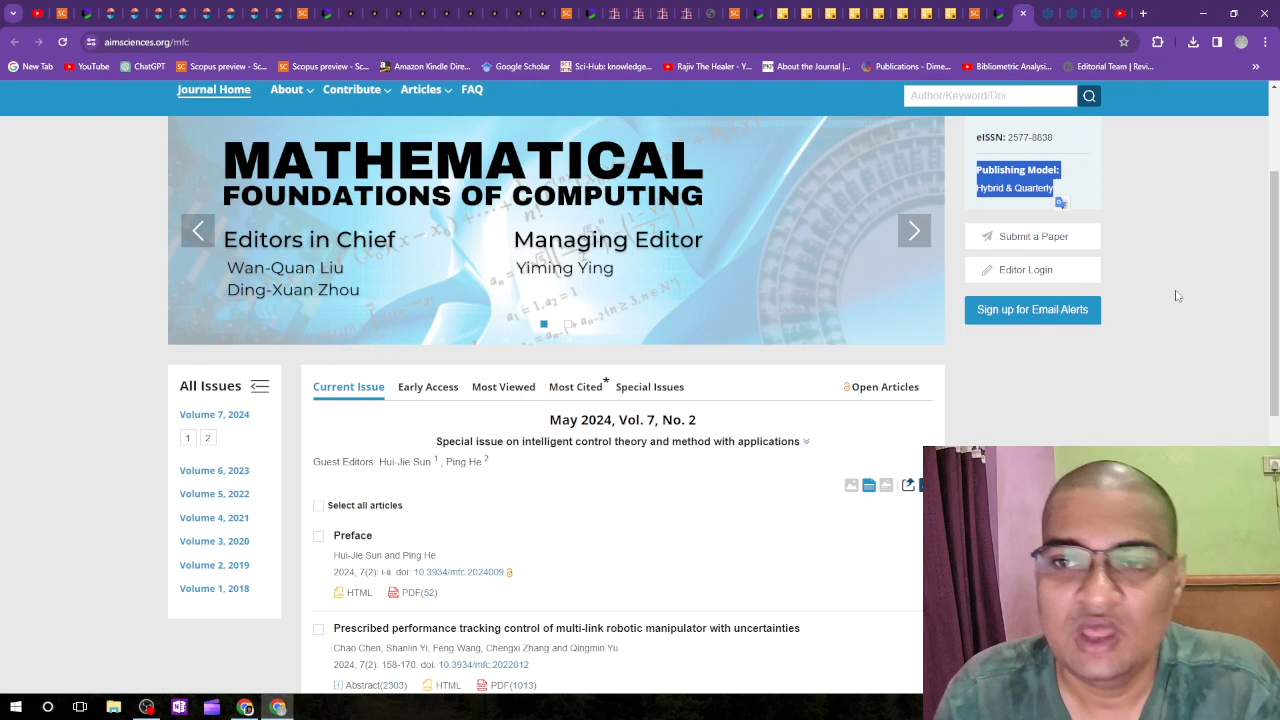 aimsciences.org/mfc
New Tab
YouTube
ChatGPT
Scopus preview - Sc...
Scopus preview - Sc...
Amazon Kindle Dire...
Google Scholar
Sci-Hub: knowledge...
Rajiv The Healer - Y...
About the Journal |...
Publications - Dime...
Bibliometric Analysi...
Editorial Team | Revi...
Journal Home
About
Contribute
Articles
FAQ
Author/Keyword/Doi
MATHEMATICAL
FOUNDATIONS OF COMPUTING
Editors in Chief
Managing Editor
Wan-Quan Liu
Yiming Ying
Ding-Xuan Zhou
eISSN: 2577-8838
Publishing Model:
Hybrid & Quarterly
Submit a Paper
Editor Login
Sign up for Email Alerts
All Issues
Volume 7, 2024
1 2
Volume 6, 2023
Volume 5, 2022
Volume 4, 2021
Volume 3, 2020
Volume 2, 2019
Volume 1, 2018
Current Issue
Early Access
Most Viewed
Most Cited*
Special Issues
Open Articles
May 2024, Vol. 7, No. 2
Special issue on intelligent control theory and method with applications
Guest Editors: Hui-Jie Sun 1 , Ping He 2
Select all articles
Preface
Hui-Jie Sun and Ping He
2024, 7(2): i-ii. doi: 10.3934/mfc.2024009
HTML PDF(52)
Prescribed performance tracking control of multi-link robotic manipulator with uncertainties
Chao Chen, Shanlin Yi, Feng Wang, Chengxi Zhang and Qingmin Yu
2024, 7(2): 158-170. doi: 10.3934/mfc.2022012
Abstract(2303) HTML PDF(1013)